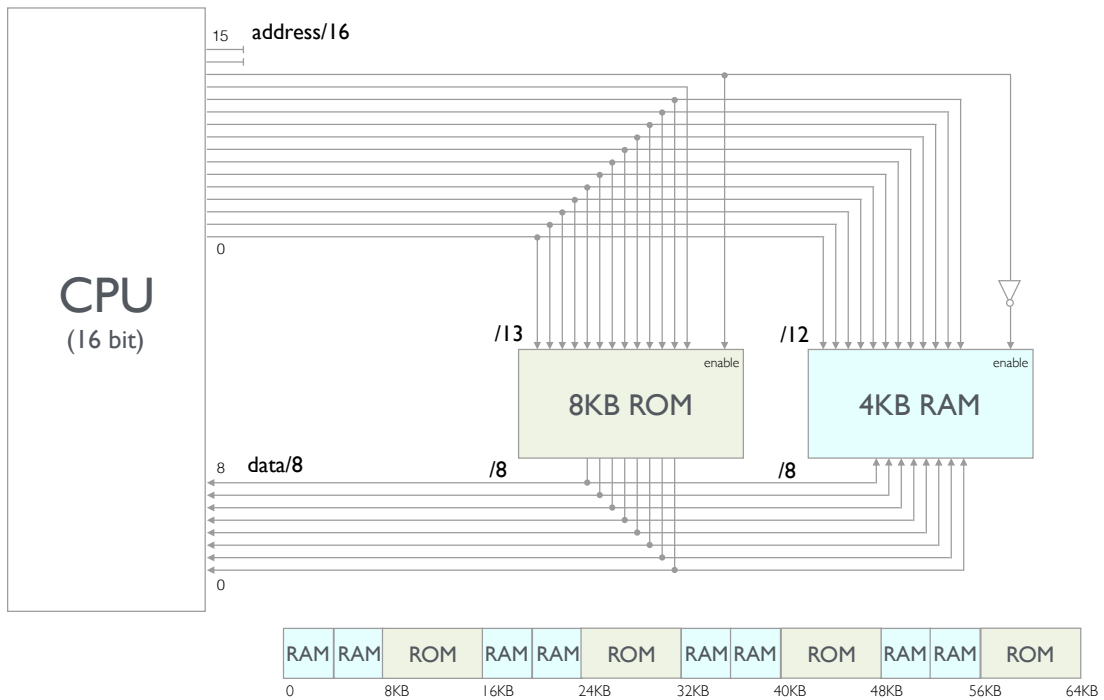 15 address/16
0
CPU
(16 bit)
/13
/12
enable
enable
8KB ROM
4KB RAM
8 data/8
/8
/8
0
RAM RAM ROM RAM RAM ROM RAM RAM ROM RAM RAM ROM
0 8KB 16KB 24KB 32KB 40KB 48KB 56KB 64KB